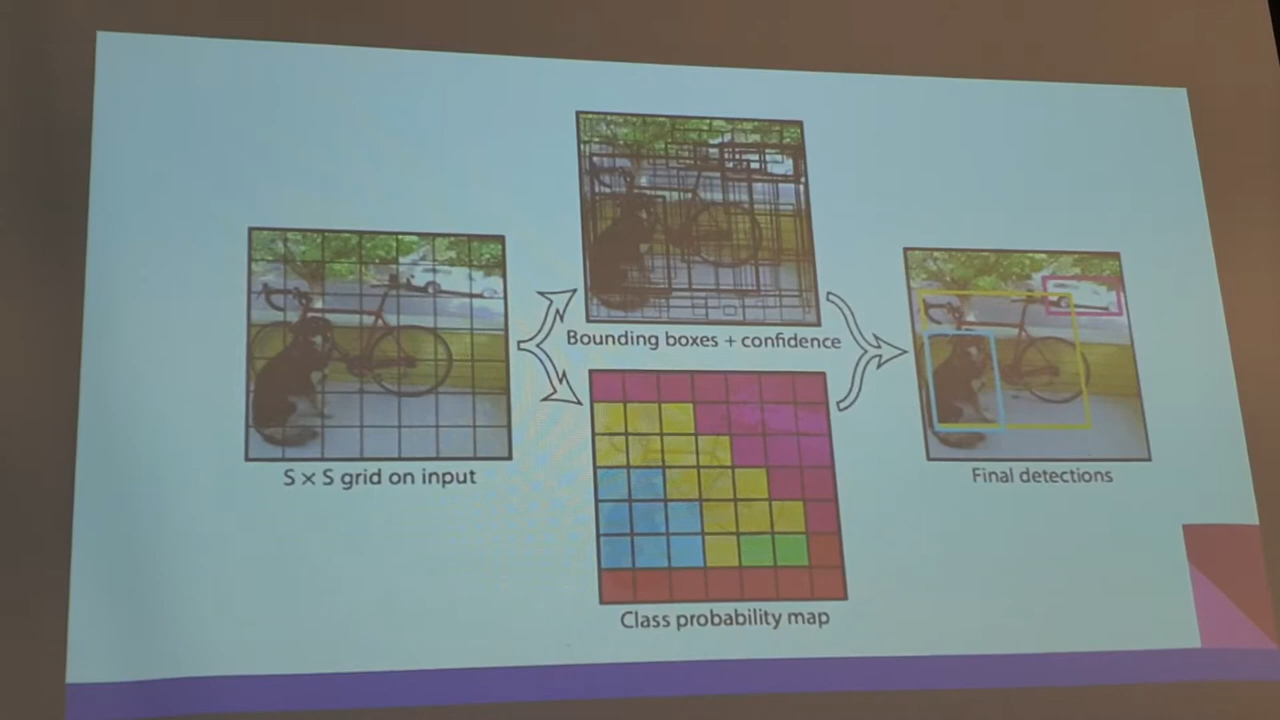 S × S grid on input
Bounding boxes + confidence
Class probability map
Final detections